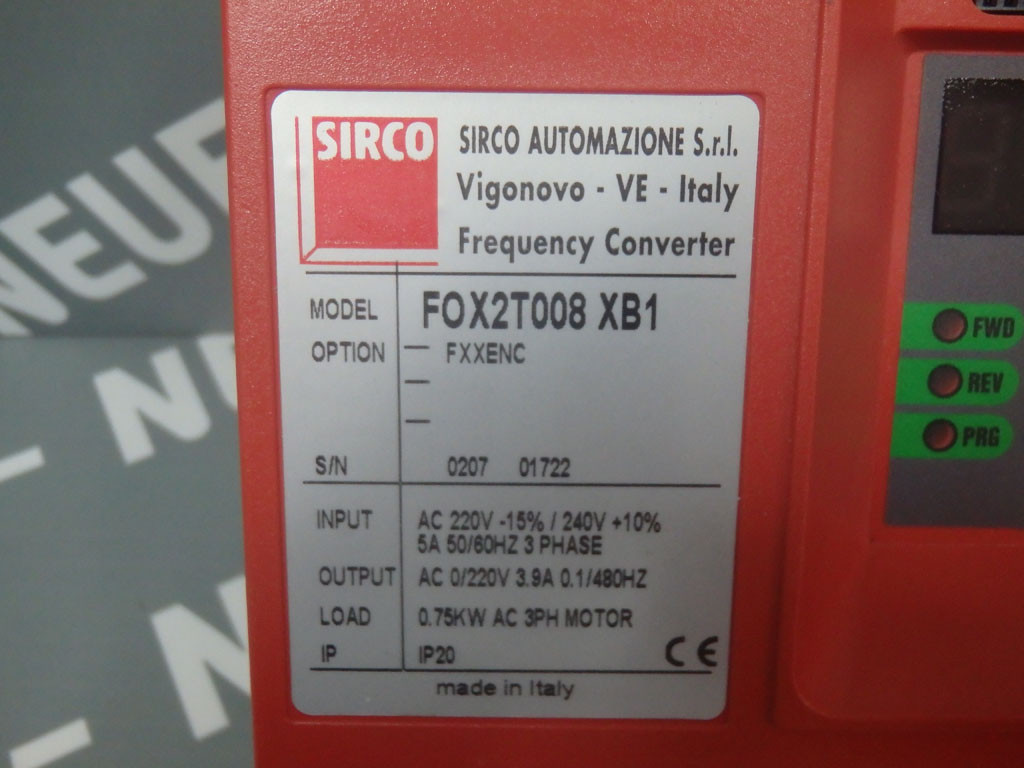 SIRCO
SIRCO AUTOMAZIONE S.r.l.
Vigonovo - VE - Italy
Frequency Converter
MODEL FOX2T008 XB1
OPTION — FXXENC
—
—
S/N 0207 01722
INPUT AC 220V -15% / 240V +10%
5A 50/60HZ 3 PHASE
OUTPUT AC 0/220V 3.9A 0.1/480HZ
LOAD 0.75KW AC 3PH MOTOR
IP IP20
CE
made in Italy
FWD
REV
PRG
NEU
- N
- N